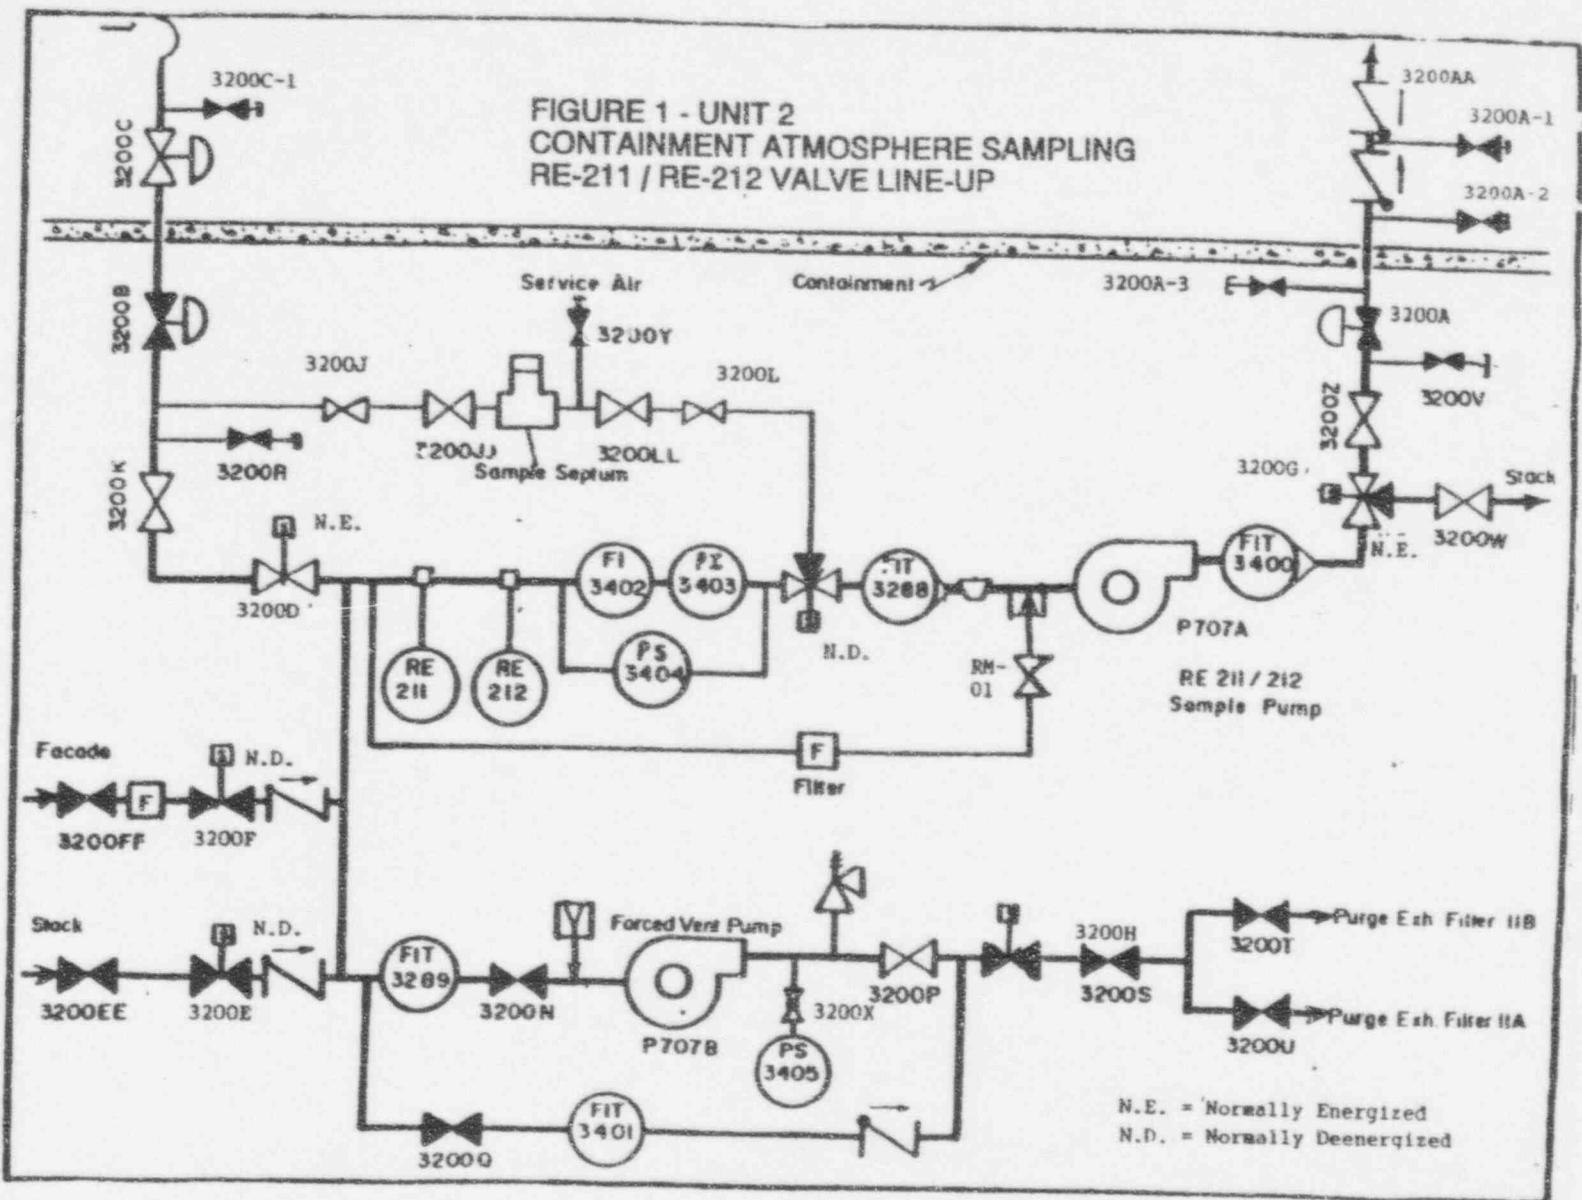 3200C-1
3200AA
FIGURE 1 - UNIT 2
CONTAINMENT ATMOSPHERE SAMPLING
RE-211 / RE-212 VALVE LINE-UP
3200A-1
3200C
3200A-2
Service Air
Containment
3200A-3
3200B
3200Y
3200A
3200J
3200L
3200Z
3200V
3200R
3200JJ
Sample Septum
3200LL
3200K
3200G
Stack
N.E.
3200W
N.E.
FI
3402
PI
3403
FIT
3288
FIT
3400
3200D
P707A
RE
211
RE
212
PS
3404
N.D.
RM-
01
RE 211 / 212
Sample Pump
Facade
N.D.
F
F
Filter
3200FF
3200F
Stack
N.D.
Forced Vent Pump
3200H
3200T
Purge Exh Filter IIB
FIT
3289
3200EE
3200E
3200N
3200P
3200S
3200X
P707B
PS
3405
3200U
Purge Exh. Filter IIA
FIT
3401
3200Q
N.E. = Normally Energized
N.D. = Normally Deenergized